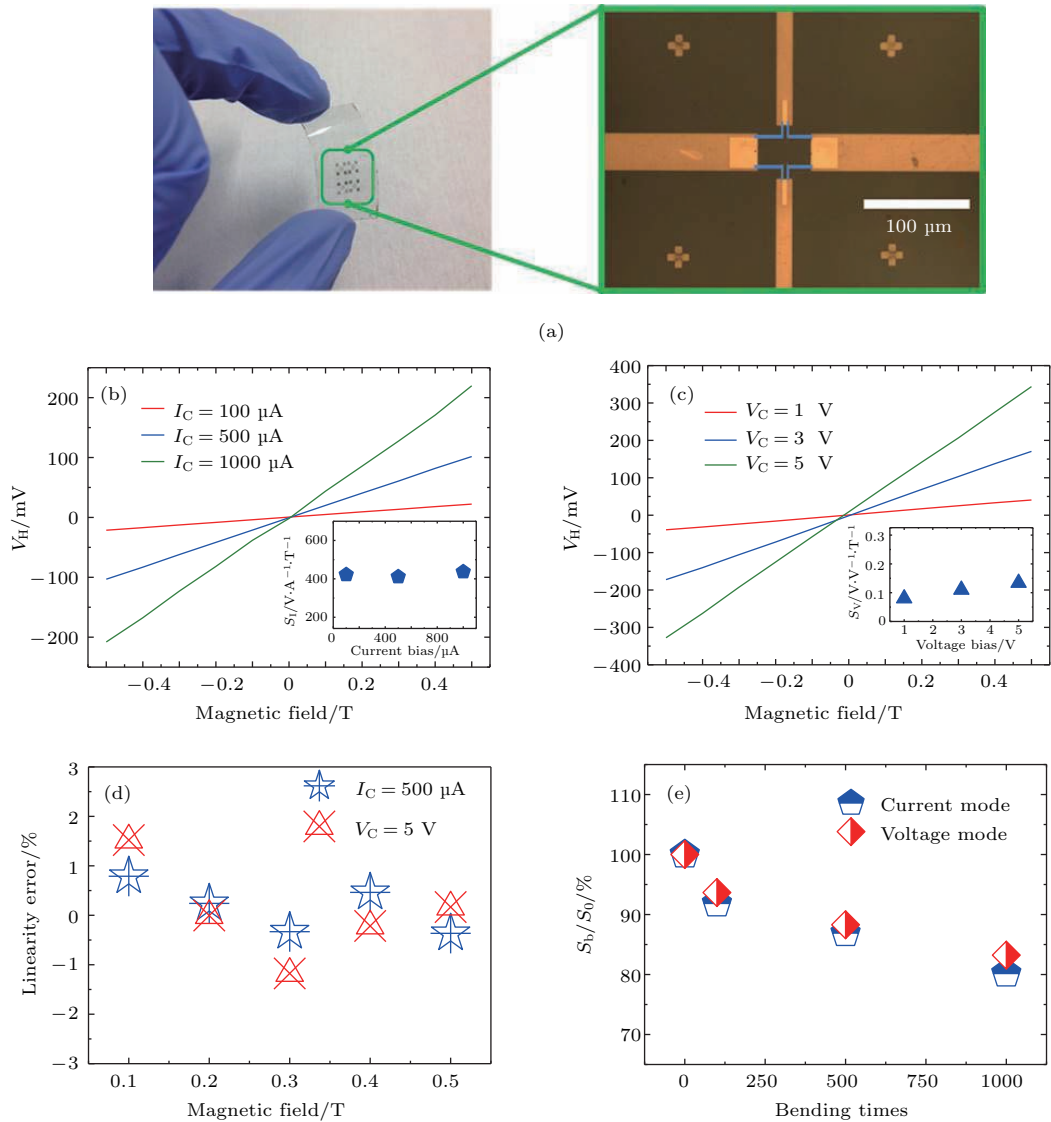 100 µm
(a)
(b)
I_C = 100 µA
I_C = 500 µA
I_C = 1000 µA
V_H/mV
200
100
0
−100
−200
−0.4
−0.2
0
0.2
0.4
Magnetic field/T
S_I/V·A⁻¹·T⁻¹
600
400
200
0
400
800
Current bias/µA
(c)
V_C = 1 V
V_C = 3 V
V_C = 5 V
V_H/mV
400
300
200
100
0
−100
−200
−300
−400
−0.4
−0.2
0
0.2
0.4
Magnetic field/T
S_V/V·V⁻¹·T⁻¹
0.3
0.2
0.1
0
1
2
3
4
5
Voltage bias/V
(d)
I_C = 500 µA
V_C = 5 V
Linearity error/%
3
2
1
0
−1
−2
−3
0.1
0.2
0.3
0.4
0.5
Magnetic field/T
(e)
Current mode
Voltage mode
S_b/S_0/%
110
100
90
80
70
0
250
500
750
1000
Bending times